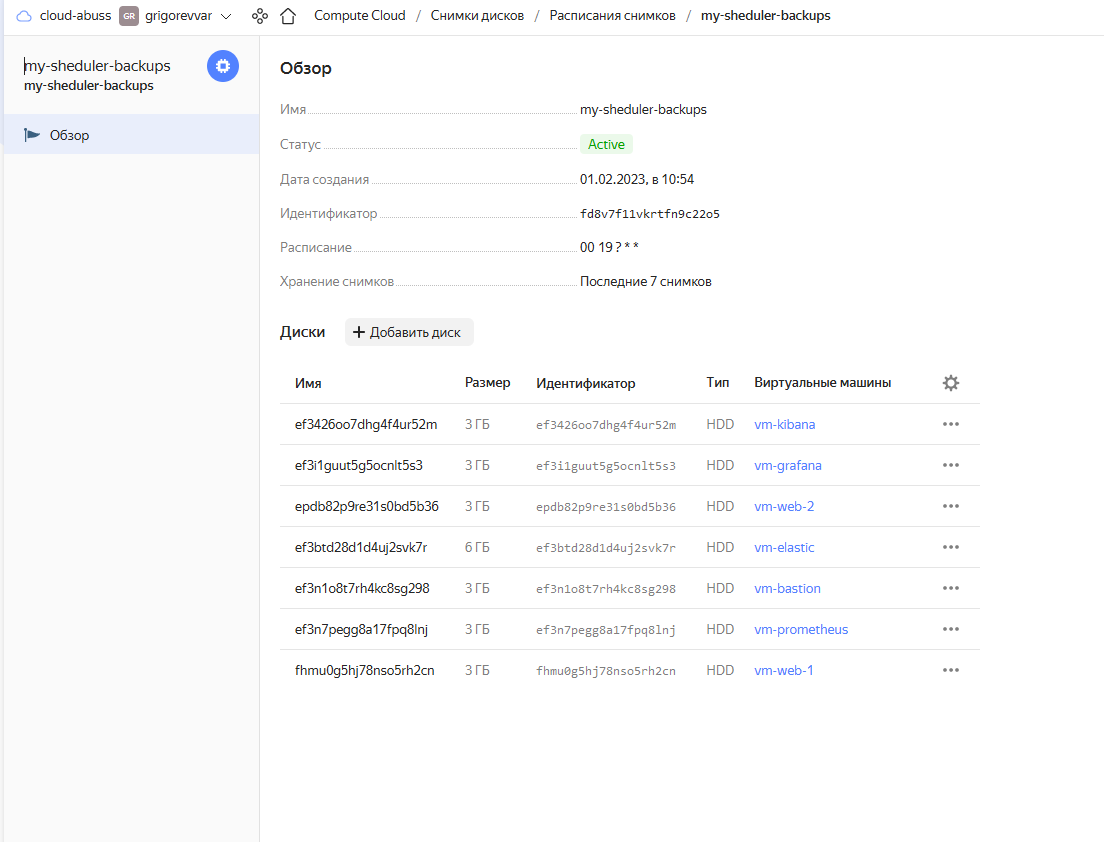 cloud-abuss GR grigorevvar Compute Cloud / Снимки дисков / Расписания снимков / my-sheduler-backups
my-sheduler-backups
my-sheduler-backups
Обзор
Обзор
Имя my-sheduler-backups
Статус Active
Дата создания 01.02.2023, в 10:54
Идентификатор fd8v7f11vkrtfn9c22o5
Расписание 00 19 ? * *
Хранение снимков Последние 7 снимков
Диски + Добавить диск
Имя Размер Идентификатор Тип Виртуальные машины
ef3426oo7dhg4f4ur52m 3 ГБ ef3426oo7dhg4f4ur52m HDD vm-kibana
ef3i1guut5g5ocnlt5s3 3 ГБ ef3i1guut5g5ocnlt5s3 HDD vm-grafana
epdb82p9re31s0bd5b36 3 ГБ epdb82p9re31s0bd5b36 HDD vm-web-2
ef3btd28d1d4uj2svk7r 6 ГБ ef3btd28d1d4uj2svk7r HDD vm-elastic
ef3n1o8t7rh4kc8sg298 3 ГБ ef3n1o8t7rh4kc8sg298 HDD vm-bastion
ef3n7pegg8a17fpq8lnj 3 ГБ ef3n7pegg8a17fpq8lnj HDD vm-prometheus
fhmu0g5hj78nso5rh2cn 3 ГБ fhmu0g5hj78nso5rh2cn HDD vm-web-1